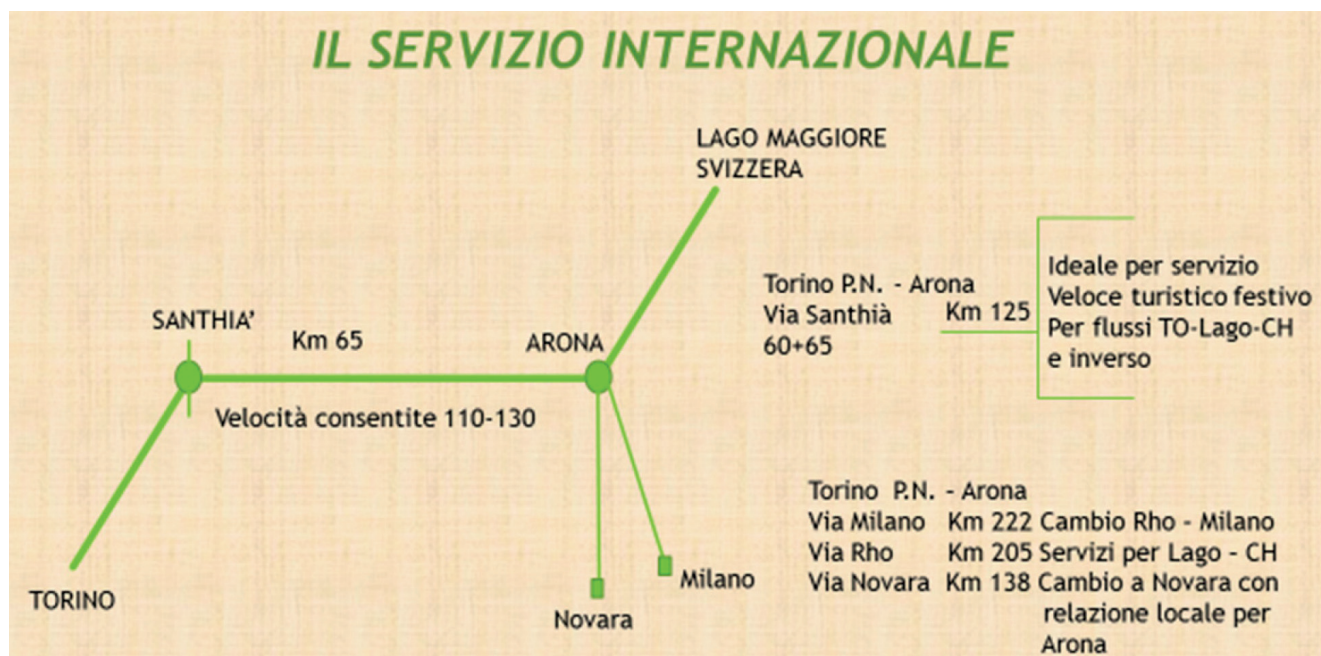 IL SERVIZIO INTERNAZIONALE
LAGO MAGGIORE
SVIZZERA
SANTHIA’
Km 65
ARONA
Velocità consentite 110-130
TORINO
Novara
Milano
Torino P.N. - Arona
Via Santhià
60+65
Km 125
Ideale per servizio
Veloce turistico festivo
Per flussi TO-Lago-CH
e inverso
Torino P.N. - Arona
Via Milano Km 222 Cambio Rho - Milano
Via Rho Km 205 Servizi per Lago - CH
Via Novara Km 138 Cambio a Novara con
relazione locale per
Arona